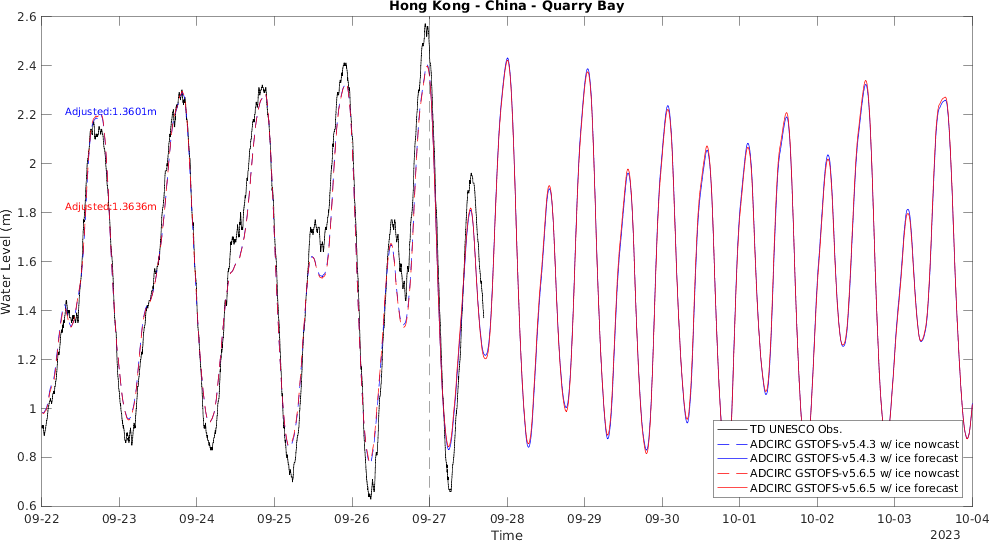 Hong Kong - China - Quarry Bay
2.6
2.4
2.2
2
1.8
1.6
1.4
1.2
1
0.8
0.6
Water Level (m)
Adjusted:1.3601m
Adjusted:1.3636m
TD UNESCO Obs.
ADCIRC GSTOFS-v5.4.3 w/ ice nowcast
ADCIRC GSTOFS-v5.4.3 w/ ice forecast
ADCIRC GSTOFS-v5.6.5 w/ ice nowcast
ADCIRC GSTOFS-v5.6.5 w/ ice forecast
09-22 09-23 09-24 09-25 09-26 09-27 09-28 09-29 09-30 10-01 10-02 10-03 10-04
Time
2023